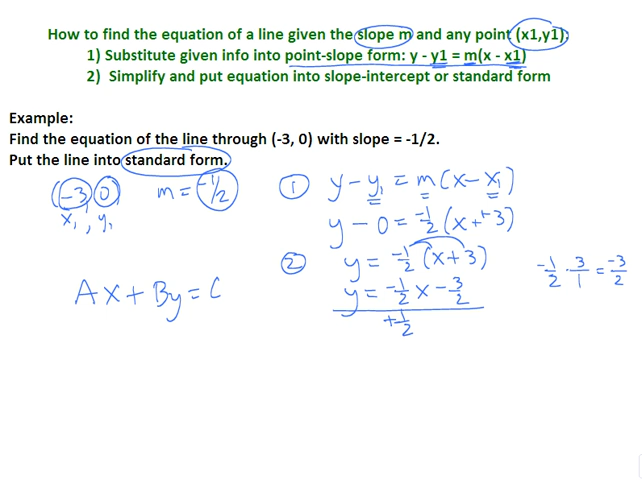 How to find the equation of a line given the slope m and any point (x1,y1):
1) Substitute given info into point-slope form: y - y1 = m(x - x1)
2) Simplify and put equation into slope-intercept or standard form
Example:
Find the equation of the line through (-3, 0) with slope = -1/2.
Put the line into standard form.
(-3, 0) m = -1/2
x₁, y₁
① y - y₁ = m(x - x₁)
y - 0 = -1/2 (x + 3)
② y = -1/2 (x + 3)
-1/2 · 3/1 = -3/2
y = -1/2 x - 3/2
Ax + By = C
+ 1/2